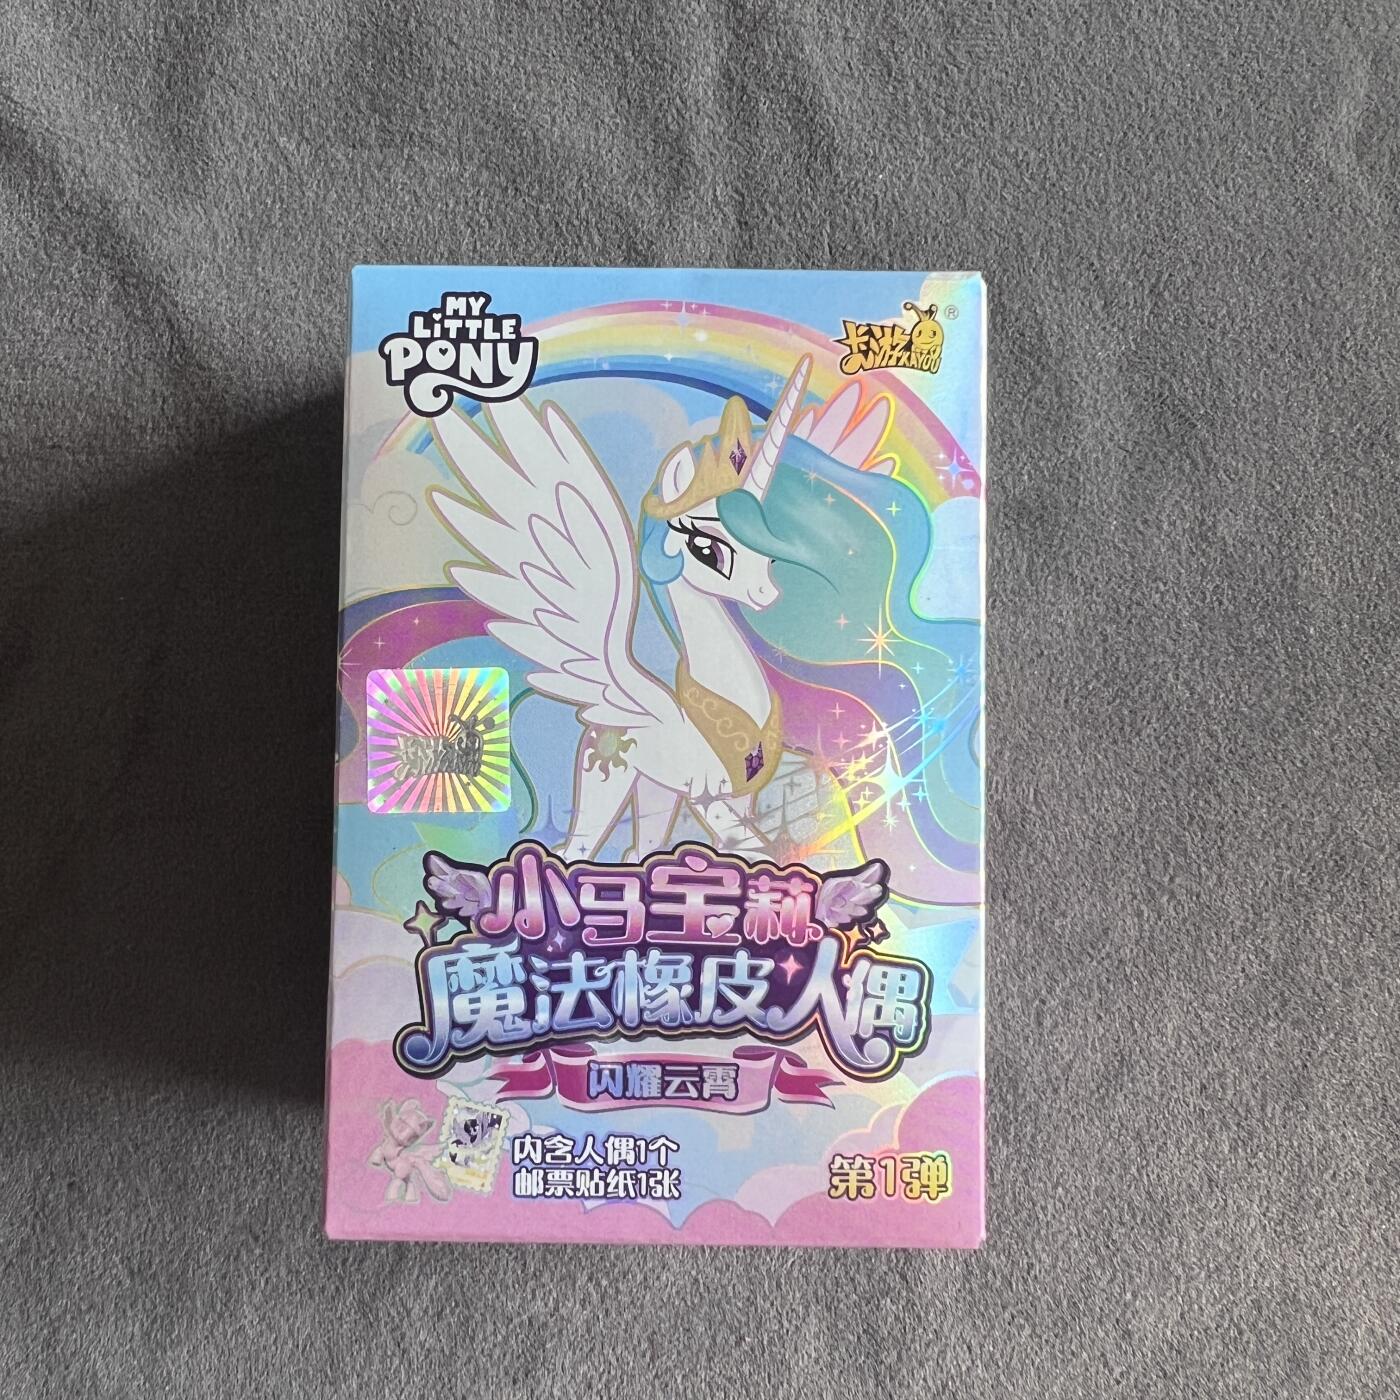 MY
LITTLE
PONY
卡游 KAYOU ®
小马宝莉
魔法橡皮人偶
闪耀云霄
内含人偶1个
邮票贴纸1张
第1弹